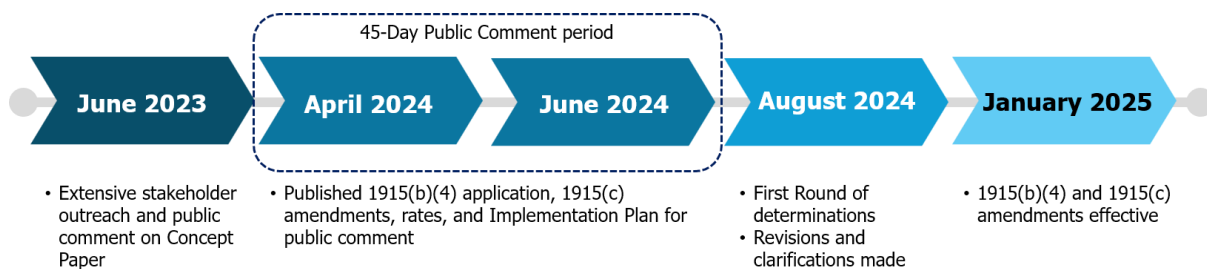 45-Day Public Comment period
June 2023
April 2024
June 2024
August 2024
January 2025
• Extensive stakeholder
outreach and public
comment on Concept
Paper
• Published 1915(b)(4) application, 1915(c)
amendments, rates, and Implementation Plan for
public comment
• First Round of
determinations
• Revisions and
clarifications made
• 1915(b)(4) and 1915(c)
amendments effective